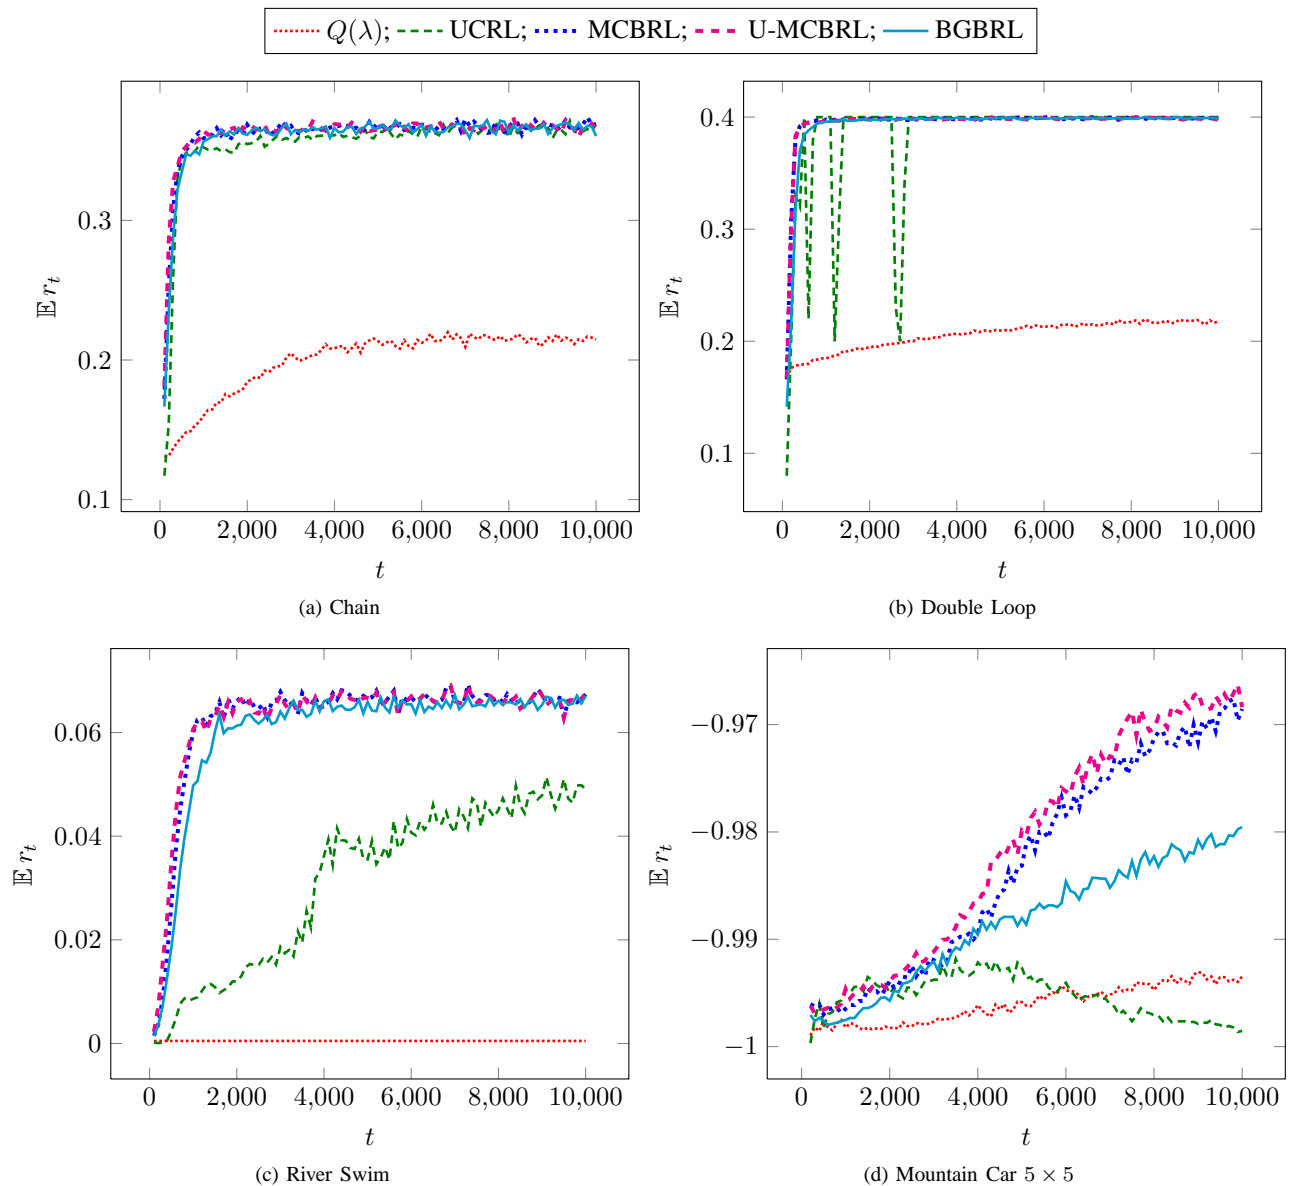 Q(λ); UCRL; MCBRL; U-MCBRL; BGBRL
0.3
0.2
0.1
𝔼 r_t
0 2,000 4,000 6,000 8,000 10,000
t
(a) Chain
0.4
0.3
0.2
0.1
𝔼 r_t
0 2,000 4,000 6,000 8,000 10,000
t
(b) Double Loop
0.06
0.04
0.02
0
𝔼 r_t
0 2,000 4,000 6,000 8,000 10,000
t
(c) River Swim
−0.97
−0.98
−0.99
−1
𝔼 r_t
0 2,000 4,000 6,000 8,000 10,000
t
(d) Mountain Car 5 × 5